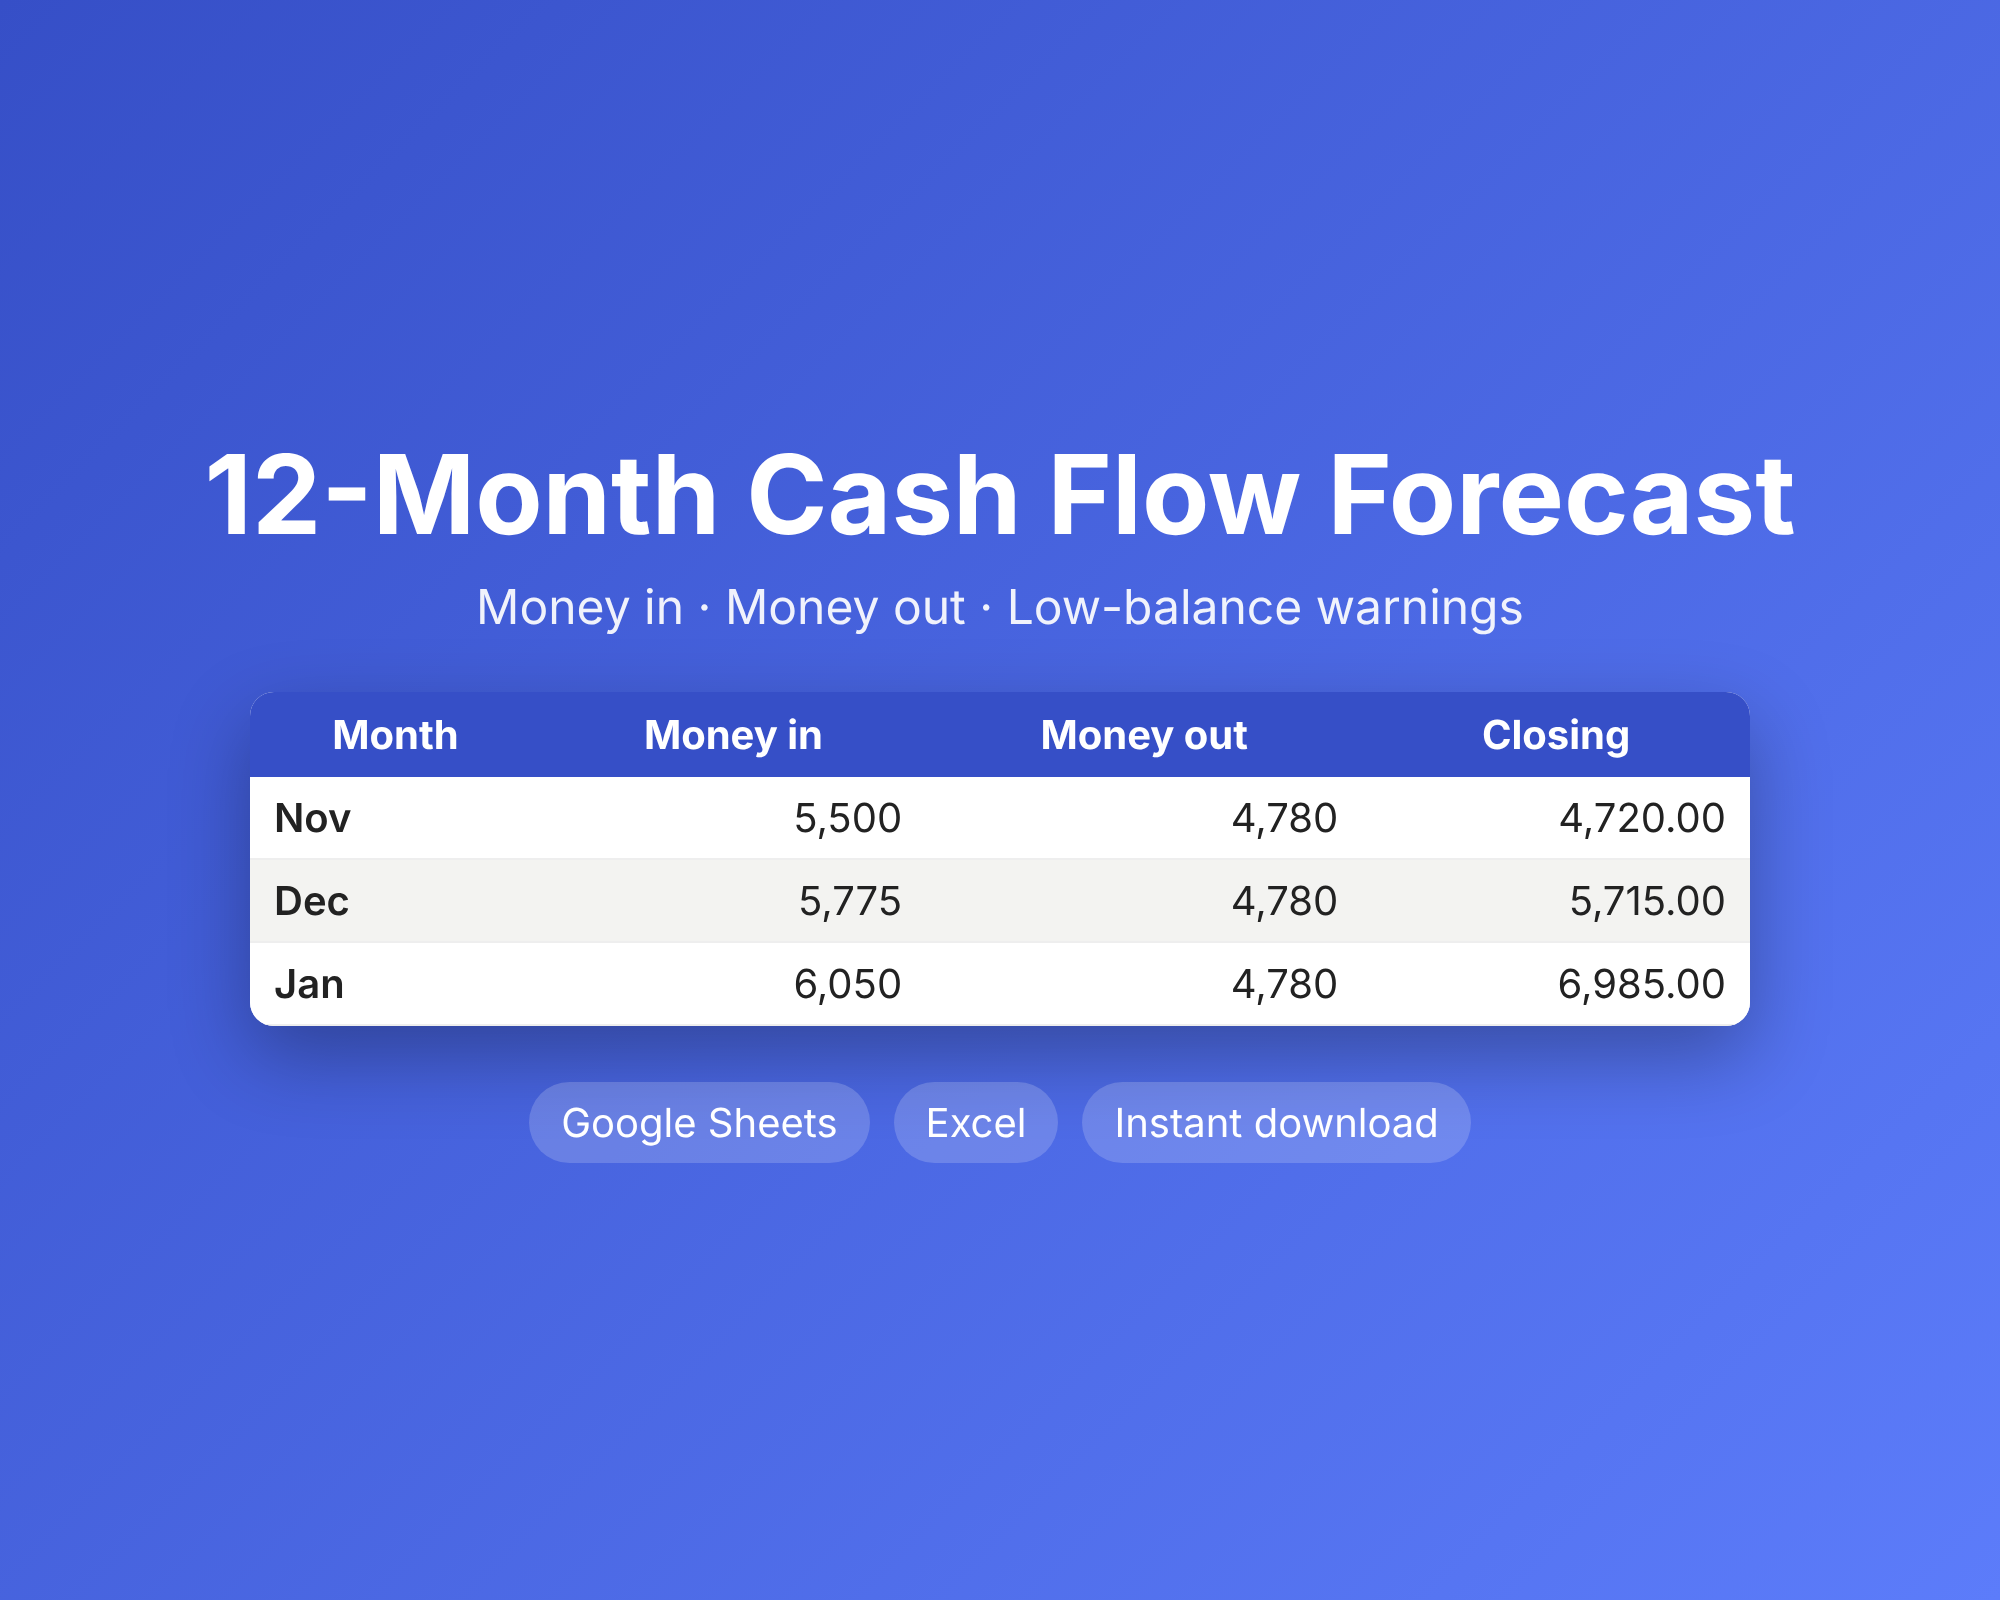 12-Month Cash Flow Forecast
Money in · Money out · Low-balance warnings
Month Money in Money out Closing
Nov 5,500 4,780 4,720.00
Dec 5,775 4,780 5,715.00
Jan 6,050 4,780 6,985.00
Google Sheets Excel Instant download